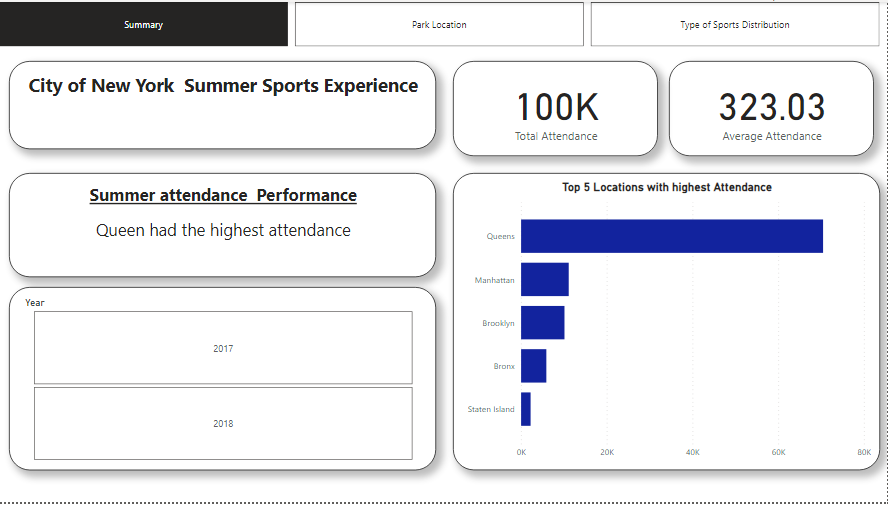 Summary
Park Location
Type of Sports Distribution
City of New York  Summer Sports Experience
100K
Total Attendance
323.03
Average Attendance
Summer attendance  Performance
Queen had the highest attendance
Top 5 Locations with highest Attendance
Queens
Manhattan
Brooklyn
Bronx
Staten Island
0K
20K
40K
60K
80K
Year
2017
2018